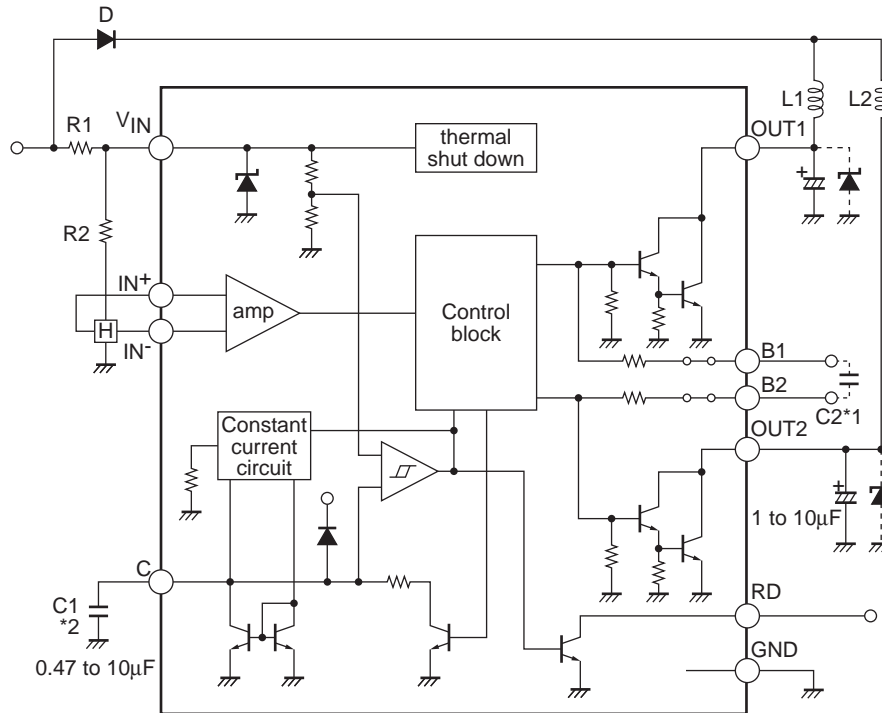 D
L1
L2
R1
VIN
OUT1
thermal
shut down
+
R2
IN+
amp
Control
block
H
IN-
B1
B2
C2*1
Constant
current
circuit
OUT2
+
1 to 10μF
C
C1
*2
RD
0.47 to 10μF
GND